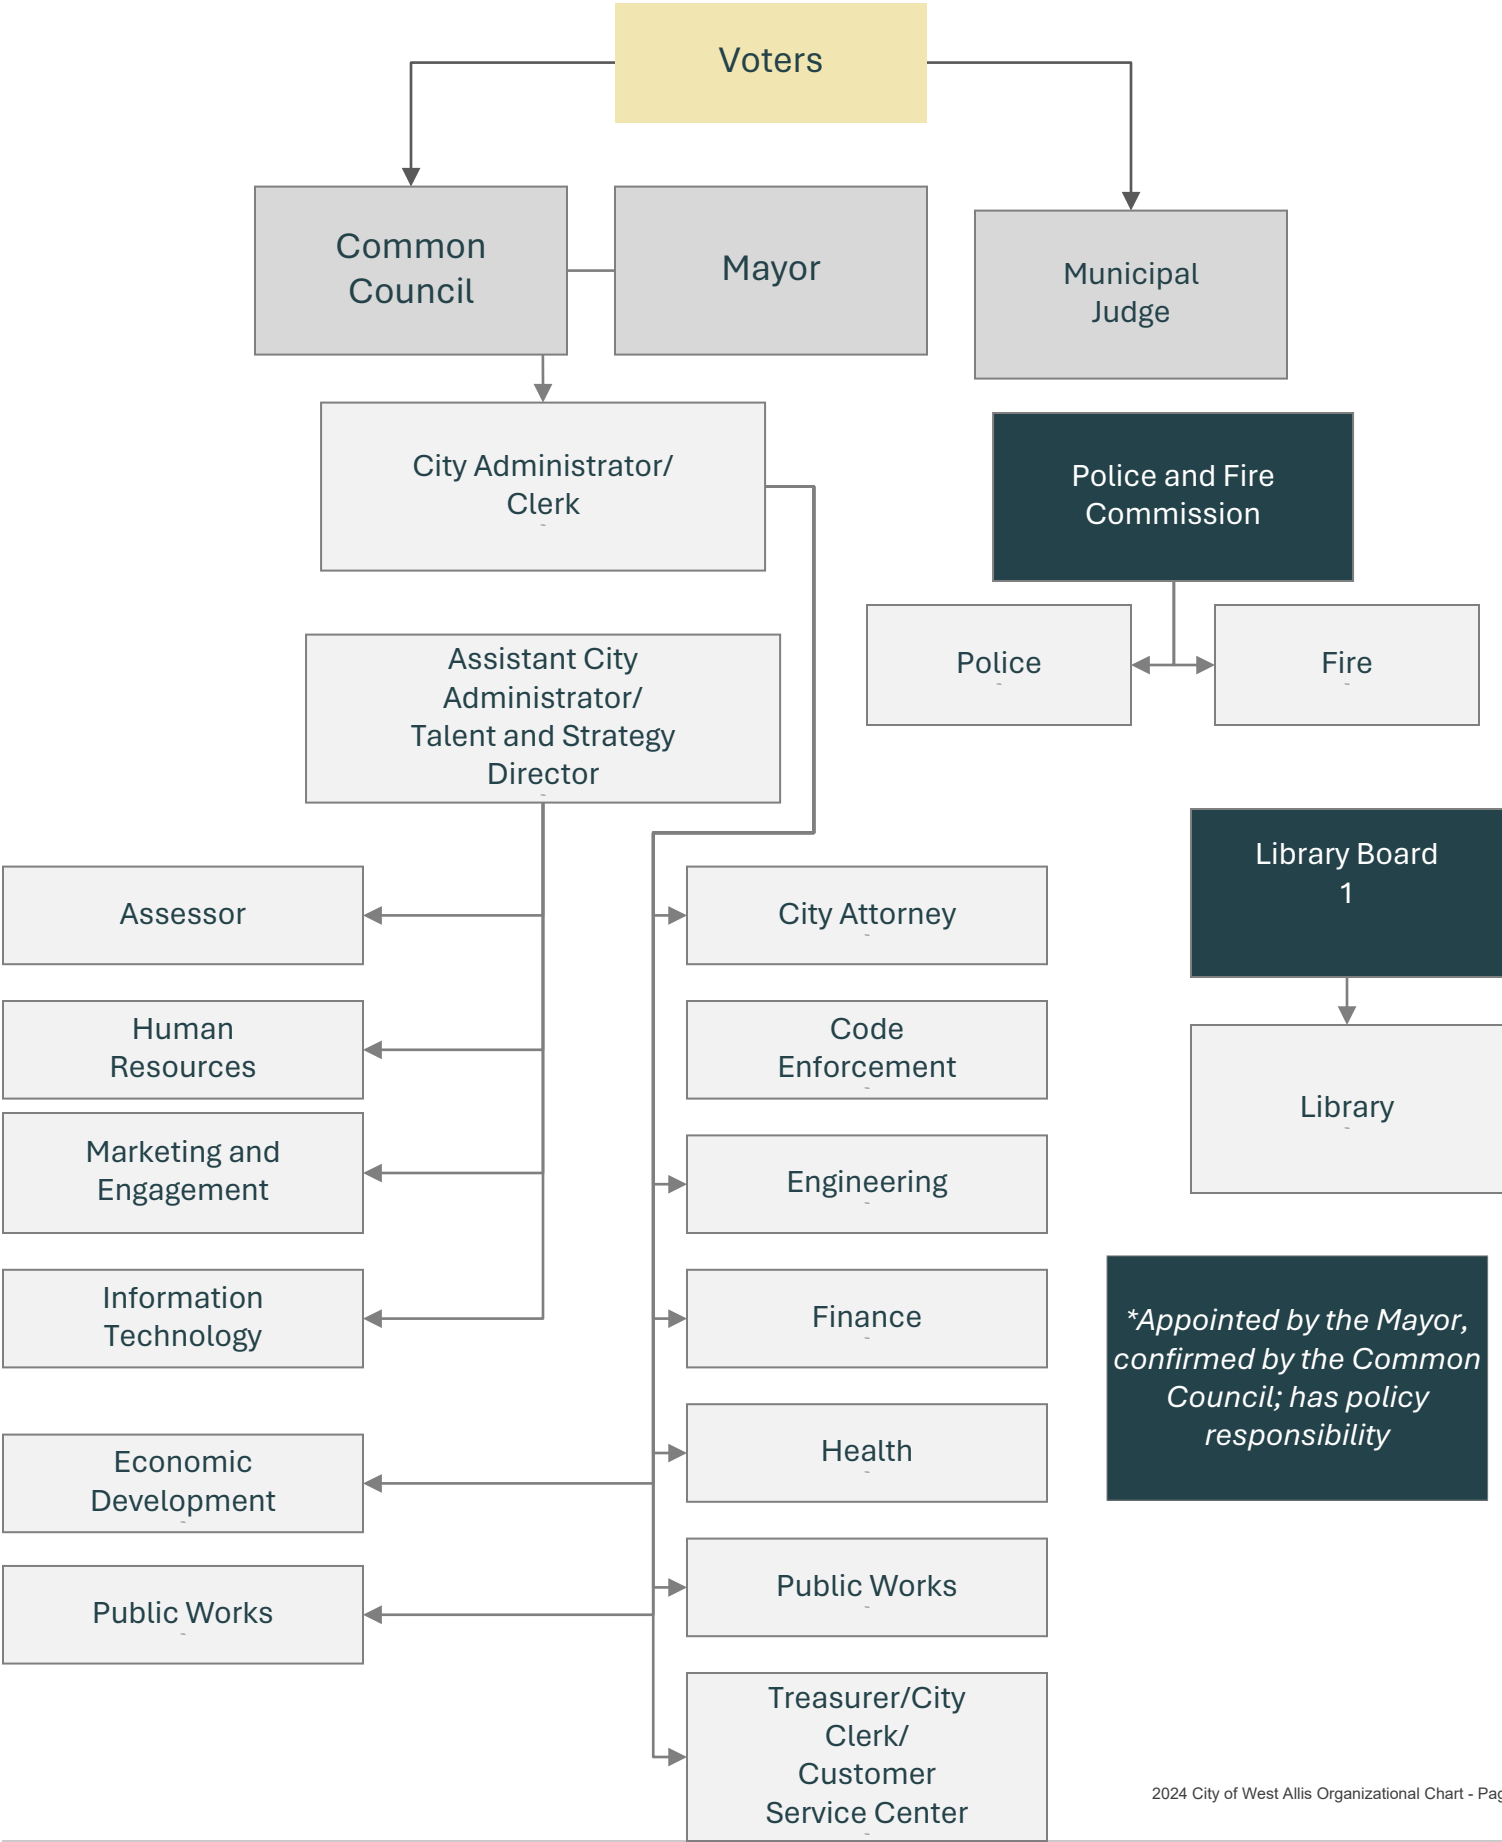 Voters
Common
Council
Mayor
Municipal
Judge
City Administrator/
Clerk
Police and Fire
Commission
Police
Fire
Assistant City
Administrator/
Talent and Strategy
Director
Library Board
1
Assessor
City Attorney
Human
Resources
Code
Enforcement
Library
Marketing and
Engagement
Engineering
Information
Technology
Finance
*Appointed by the Mayor,
confirmed by the Common
Council; has policy
responsibility
Economic
Development
Health
Public Works
Public Works
Treasurer/City
Clerk/
Customer
Service Center
2024 City of West Allis Organizational Chart - Pag